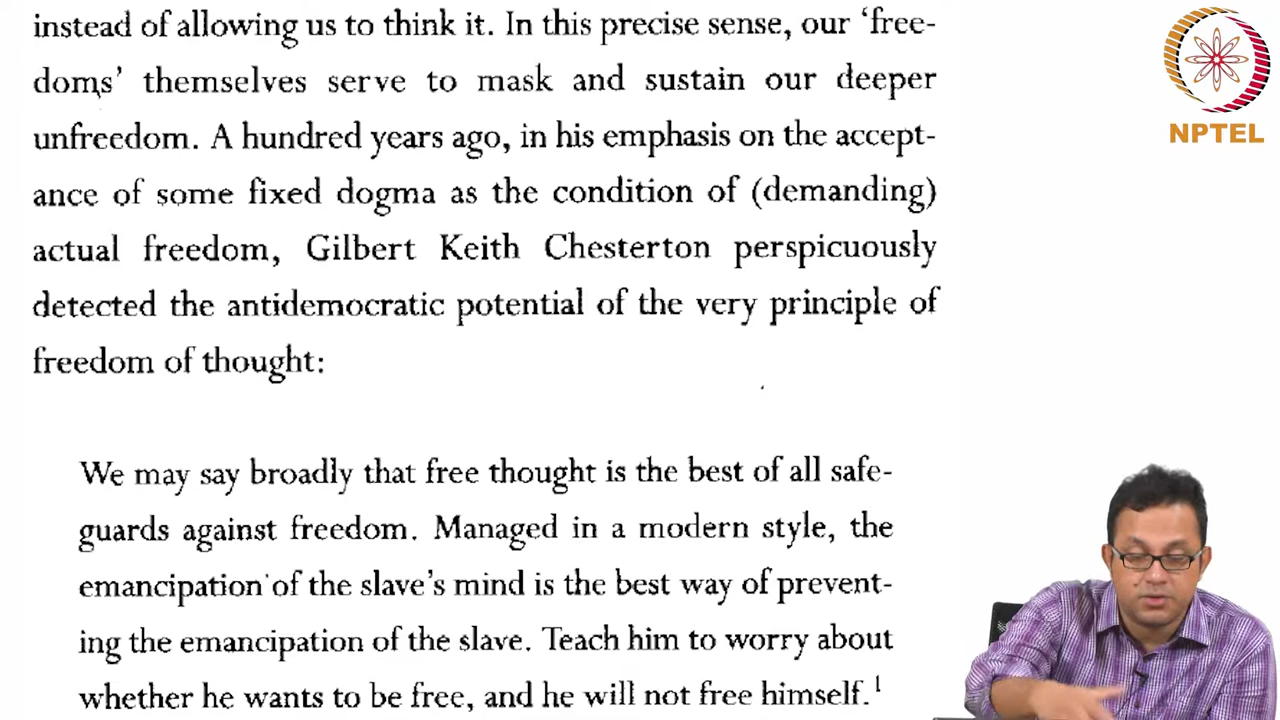 instead of allowing us to think it. In this precise sense, our ‘free-
doms’ themselves serve to mask and sustain our deeper
unfreedom. A hundred years ago, in his emphasis on the accept-
ance of some fixed dogma as the condition of (demanding)
actual freedom, Gilbert Keith Chesterton perspicuously
detected the antidemocratic potential of the very principle of
freedom of thought:
We may say broadly that free thought is the best of all safe-
guards against freedom. Managed in a modern style, the
emancipation of the slave’s mind is the best way of prevent-
ing the emancipation of the slave. Teach him to worry about
whether he wants to be free, and he will not free himself.¹
NPTEL